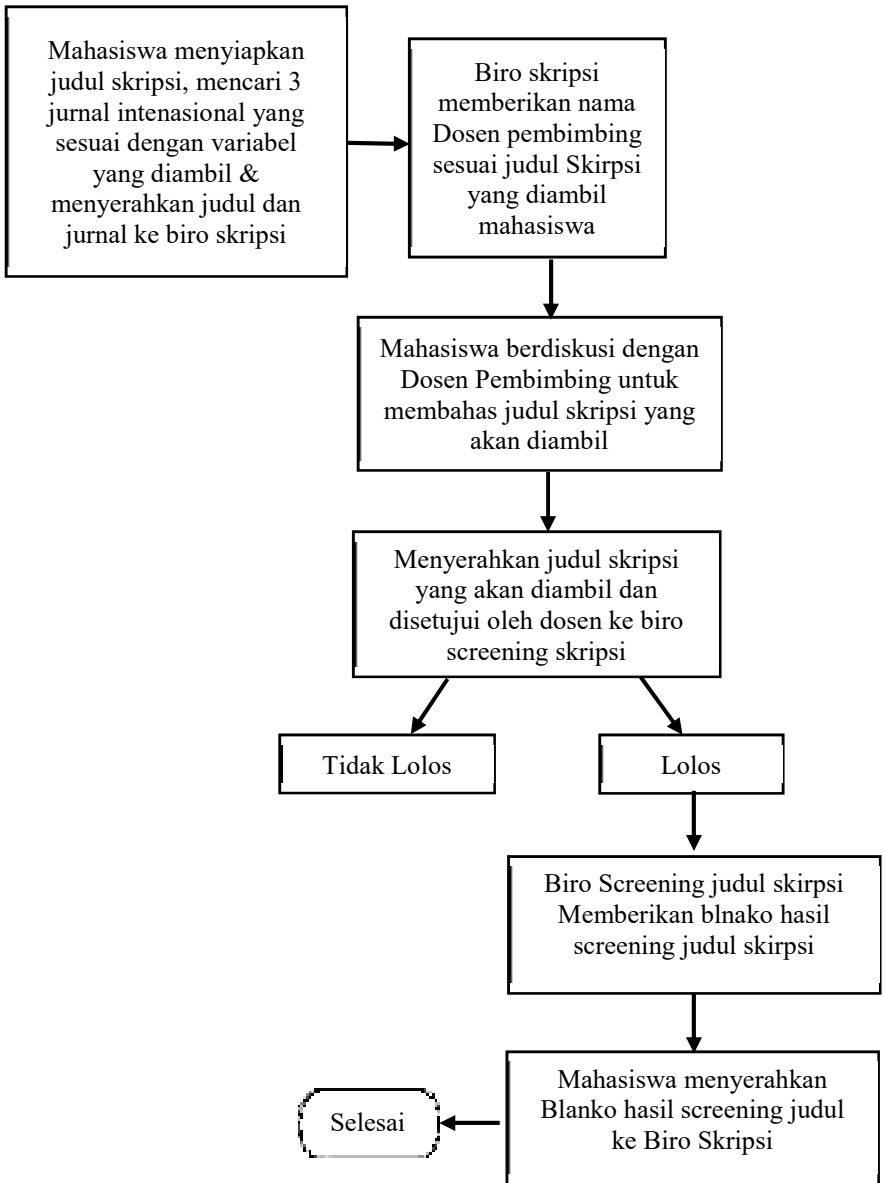 Mahasiswa menyiapkan
judul skripsi, mencari 3
jurnal intenasional yang
sesuai dengan variabel
yang diambil &
menyerahkan judul dan
jurnal ke biro skripsi
Biro skripsi
memberikan nama
Dosen pembimbing
sesuai judul Skirpsi
yang diambil
mahasiswa
Mahasiswa berdiskusi dengan
Dosen Pembimbing untuk
membahas judul skripsi yang
akan diambil
Menyerahkan judul skripsi
yang akan diambil dan
disetujui oleh dosen ke biro
screening skripsi
Tidak Lolos
Lolos
Biro Screening judul skirpsi
Memberikan blnako hasil
screening judul skirpsi
Mahasiswa menyerahkan
Blanko hasil screening judul
ke Biro Skripsi
Selesai